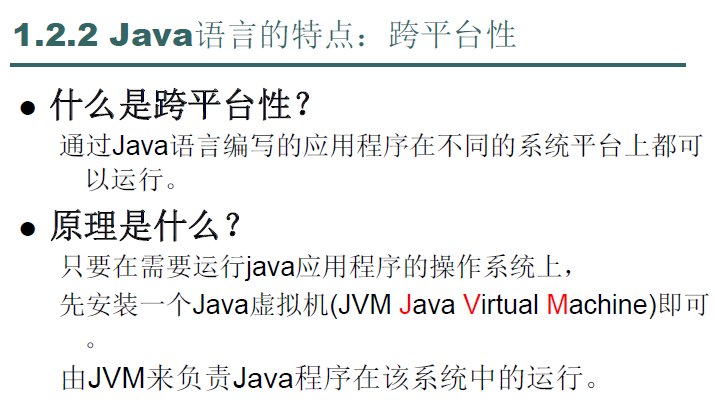 1.2.2 Java语言的特点：跨平台性
● 什么是跨平台性？
通过Java语言编写的应用程序在不同的系统平台上都可
以运行。
● 原理是什么？
只要在需要运行java应用程序的操作系统上，
先安装一个Java虚拟机(JVM Java Virtual Machine)即可
。
由JVM来负责Java程序在该系统中的运行。